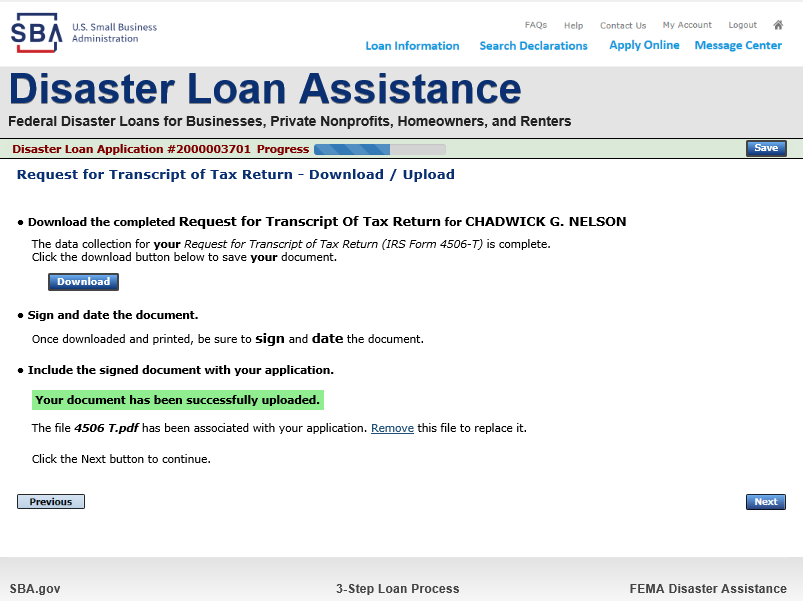 SBA
U.S. Small Business
Administration
FAQs Help Contact Us My Account Logout
Loan Information Search Declarations Apply Online Message Center
Disaster Loan Assistance
Federal Disaster Loans for Businesses, Private Nonprofits, Homeowners, and Renters
Disaster Loan Application #2000003701 Progress Save
Request for Transcript of Tax Return - Download / Upload
• Download the completed Request for Transcript Of Tax Return for CHADWICK G. NELSON
The data collection for your Request for Transcript of Tax Return (IRS Form 4506-T) is complete.
Click the download button below to save your document.
Download
• Sign and date the document.
Once downloaded and printed, be sure to sign and date the document.
• Include the signed document with your application.
Your document has been successfully uploaded.
The file 4506 T.pdf has been associated with your application. Remove this file to replace it.
Click the Next button to continue.
Previous Next
SBA.gov 3-Step Loan Process FEMA Disaster Assistance